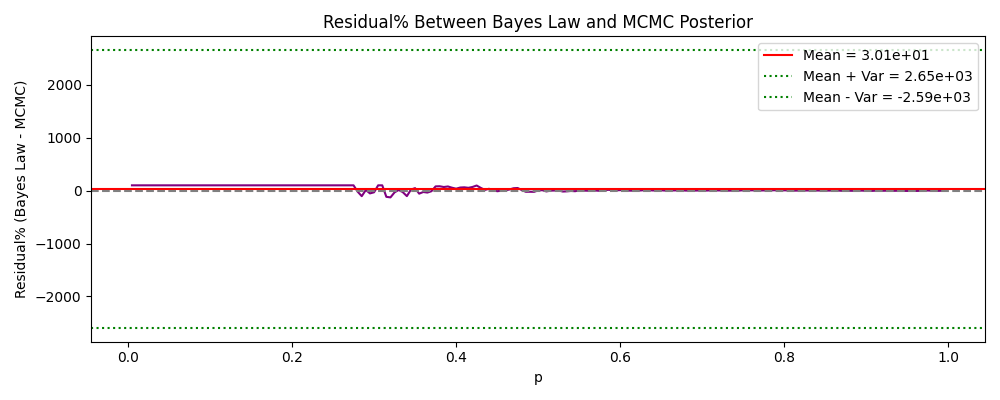 Residual% Between Bayes Law and MCMC Posterior
Residual% (Bayes Law - MCMC)
2000
1000
0
−1000
−2000
Mean = 3.01e+01
Mean + Var = 2.65e+03
Mean - Var = -2.59e+03
0.0 0.2 0.4 0.6 0.8 1.0
p